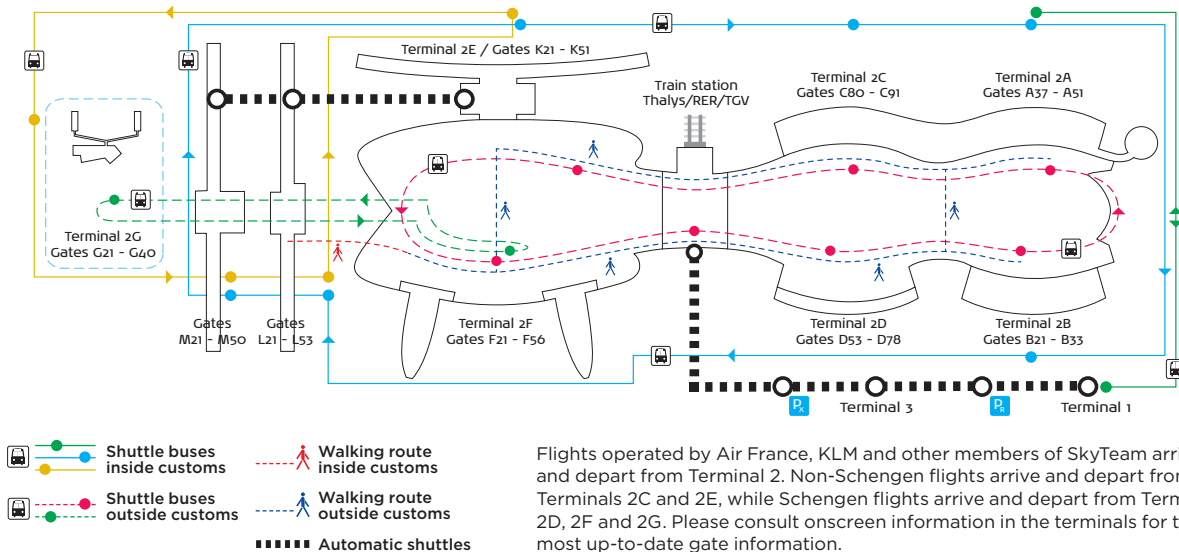 Terminal 2E / Gates K21 - K51
Train station
Thalys/RER/TGV
Terminal 2C
Gates C80 - C91
Terminal 2A
Gates A37 - A51
Terminal 2G
Gates G21 - G40
Gates
M21 - M50
Gates
L21 - L53
Terminal 2F
Gates F21 - F56
Terminal 2D
Gates D53 - D78
Terminal 2B
Gates B21 - B33
PX
Terminal 3
PR
Terminal 1
Shuttle buses
inside customs
Shuttle buses
outside customs
Walking route
inside customs
Walking route
outside customs
Automatic shuttles
Flights operated by Air France, KLM and other members of SkyTeam arri
and depart from Terminal 2. Non-Schengen flights arrive and depart from
Terminals 2C and 2E, while Schengen flights arrive and depart from Term
2D, 2F and 2G. Please consult onscreen information in the terminals for t
most up-to-date gate information.